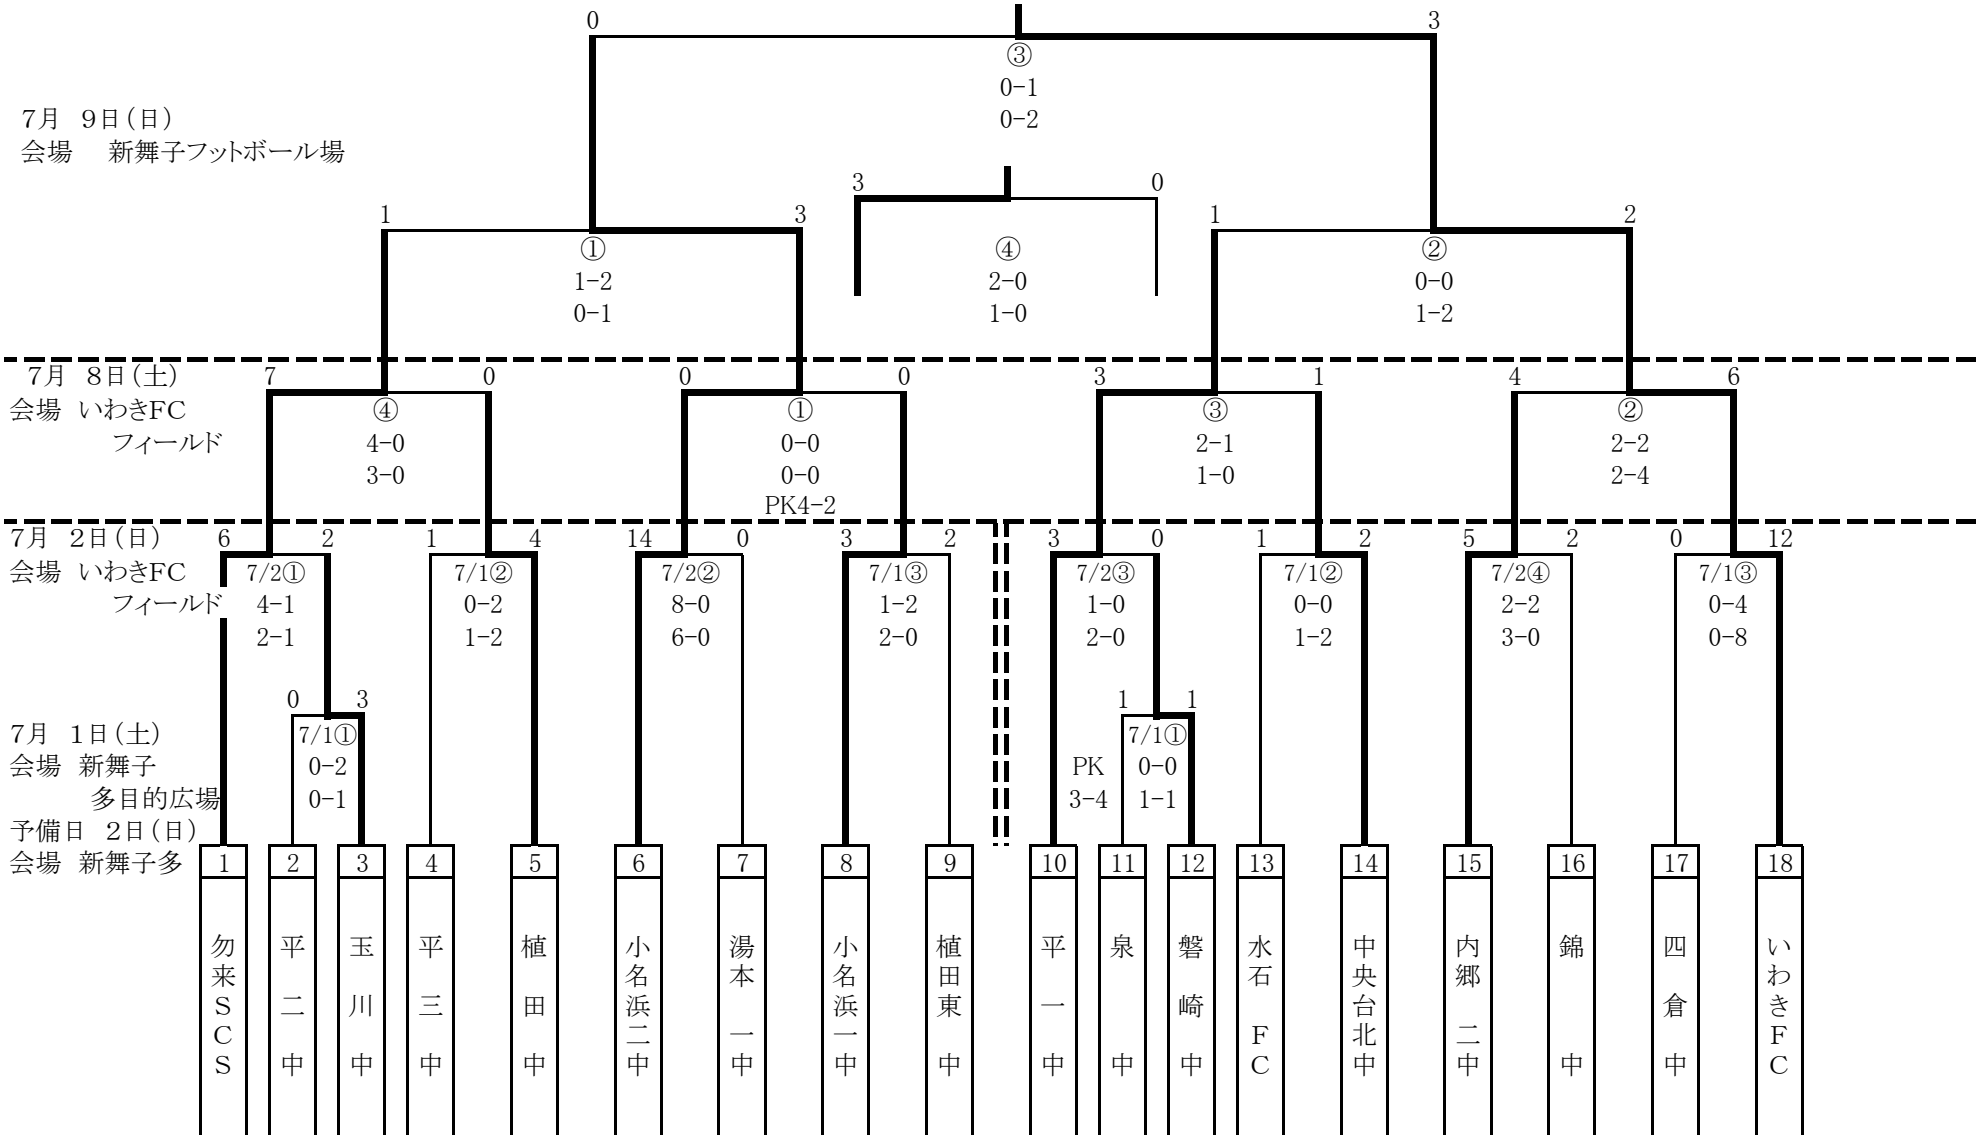 0 3
③
0-1
0-2
7月 9日(日)
会場 新舞子フットボール場
3 0
1 3 1 2
① ④ ②
1-2 2-0 0-0
0-1 1-0 1-2
7月 8日(土) 7 0 0 0 3 1 4 6
会場 いわきFC ④ ① ③ ②
フィールド 4-0 0-0 2-1 2-2
3-0 0-0 1-0 2-4
PK4-2
7月 2日(日) 6 2 1 4 14 0 3 2 3 0 1 2 5 2 0 12
会場 いわきFC 7/2① 7/1② 7/2② 7/1③ 7/2③ 7/1② 7/2④ 7/1③
フィールド 4-1 0-2 8-0 1-2 1-0 0-0 2-2 0-4
2-1 1-2 6-0 2-0 2-0 1-2 3-0 0-8
0 3 1 1
7月 1日(土) 7/1① 7/1①
会場 新舞子 0-2 PK 0-0
多目的広場 0-1 3-4 1-1
予備日 2日(日)
会場 新舞子多 1 2 3 4 5 6 7 8 9 10 11 12 13 14 15 16 17 18
勿来SCS
平二中
玉川中
平三中
植田中
小名浜二中
湯本一中
小名浜一中
植田東中
平一中
泉中
磐崎中
水石FC
中央台北中
内郷二中
錦中
四倉中
いわきFC